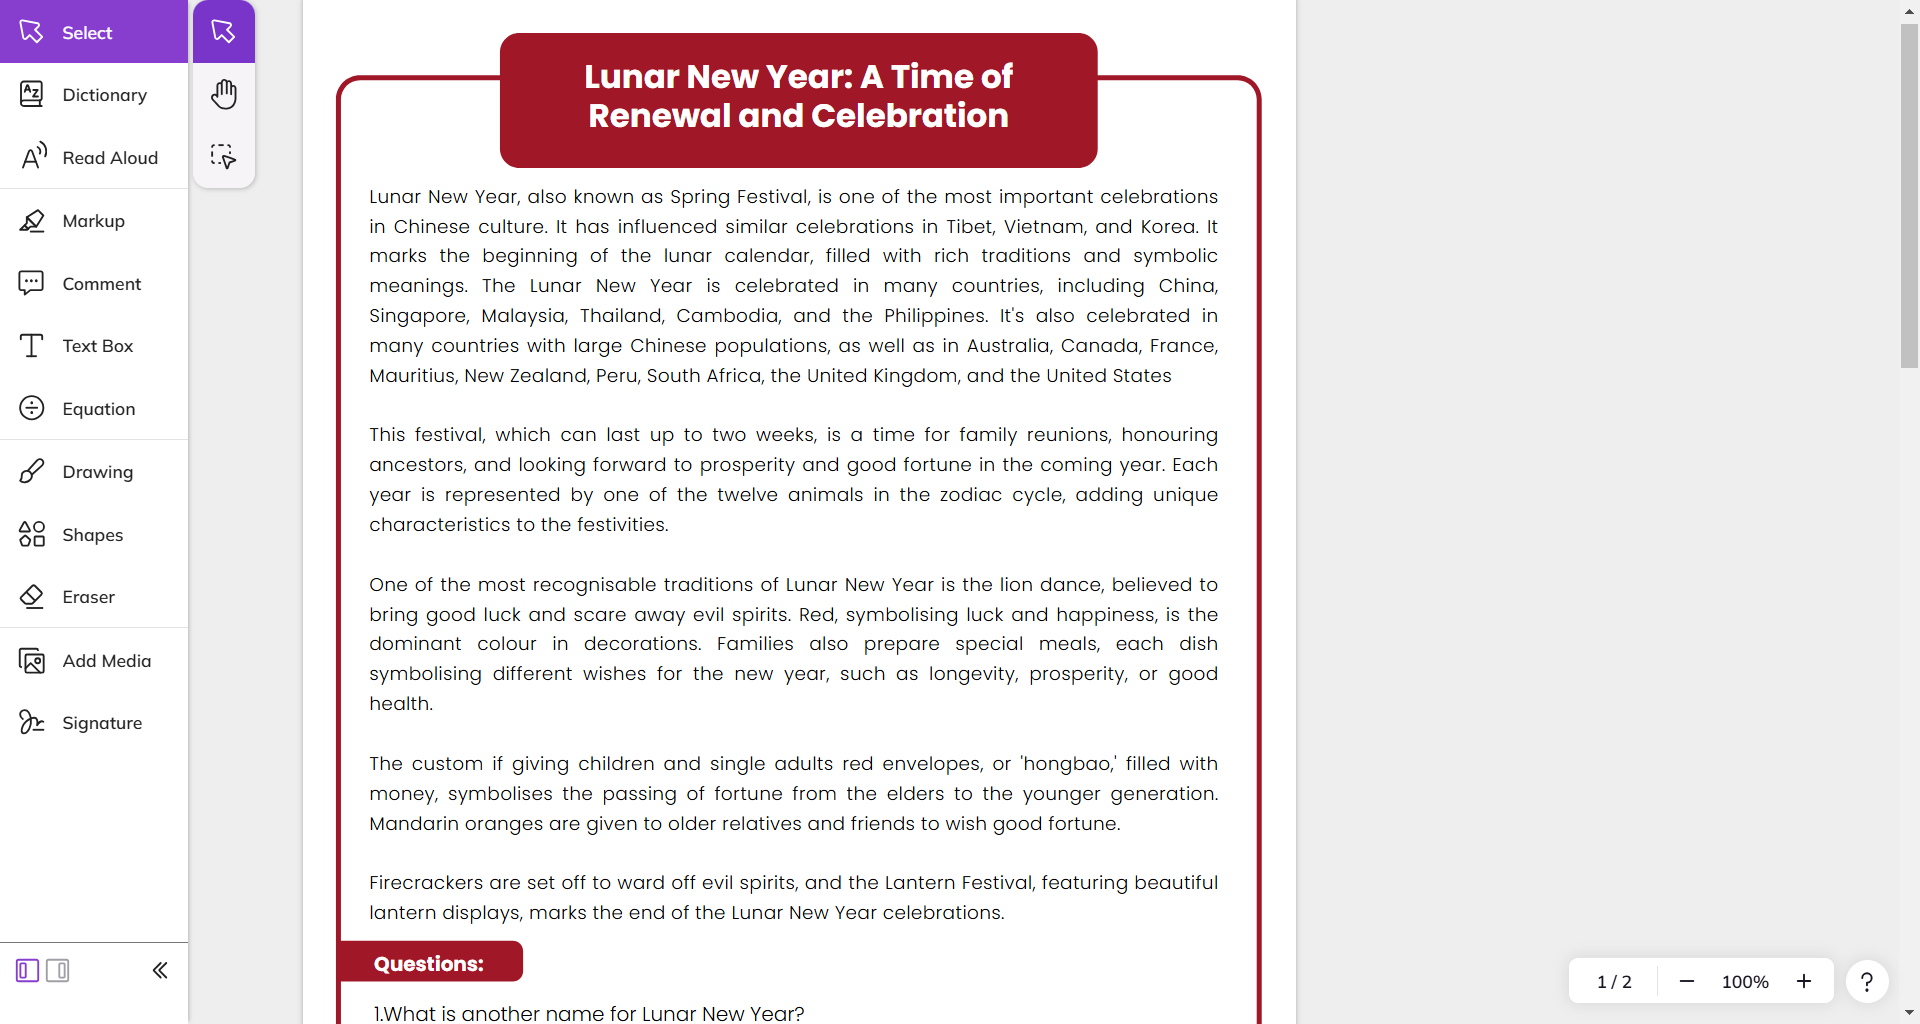 Select
Dictionary
Read Aloud
Markup
Comment
Text Box
Equation
Drawing
Shapes
Eraser
Add Media
Signature
Lunar New Year: A Time of
Renewal and Celebration
Lunar New Year, also known as Spring Festival, is one of the most important celebrations
in Chinese culture. It has influenced similar celebrations in Tibet, Vietnam, and Korea. It
marks the beginning of the lunar calendar, filled with rich traditions and symbolic
meanings. The Lunar New Year is celebrated in many countries, including China,
Singapore, Malaysia, Thailand, Cambodia, and the Philippines. It's also celebrated in
many countries with large Chinese populations, as well as in Australia, Canada, France,
Mauritius, New Zealand, Peru, South Africa, the United Kingdom, and the United States
This festival, which can last up to two weeks, is a time for family reunions, honouring
ancestors, and looking forward to prosperity and good fortune in the coming year. Each
year is represented by one of the twelve animals in the zodiac cycle, adding unique
characteristics to the festivities.
One of the most recognisable traditions of Lunar New Year is the lion dance, believed to
bring good luck and scare away evil spirits. Red, symbolising luck and happiness, is the
dominant colour in decorations. Families also prepare special meals, each dish
symbolising different wishes for the new year, such as longevity, prosperity, or good
health.
The custom if giving children and single adults red envelopes, or 'hongbao,' filled with
money, symbolises the passing of fortune from the elders to the younger generation.
Mandarin oranges are given to older relatives and friends to wish good fortune.
Firecrackers are set off to ward off evil spirits, and the Lantern Festival, featuring beautiful
lantern displays, marks the end of the Lunar New Year celebrations.
Questions:
1.What is another name for Lunar New Year?
1 / 2
100%
?